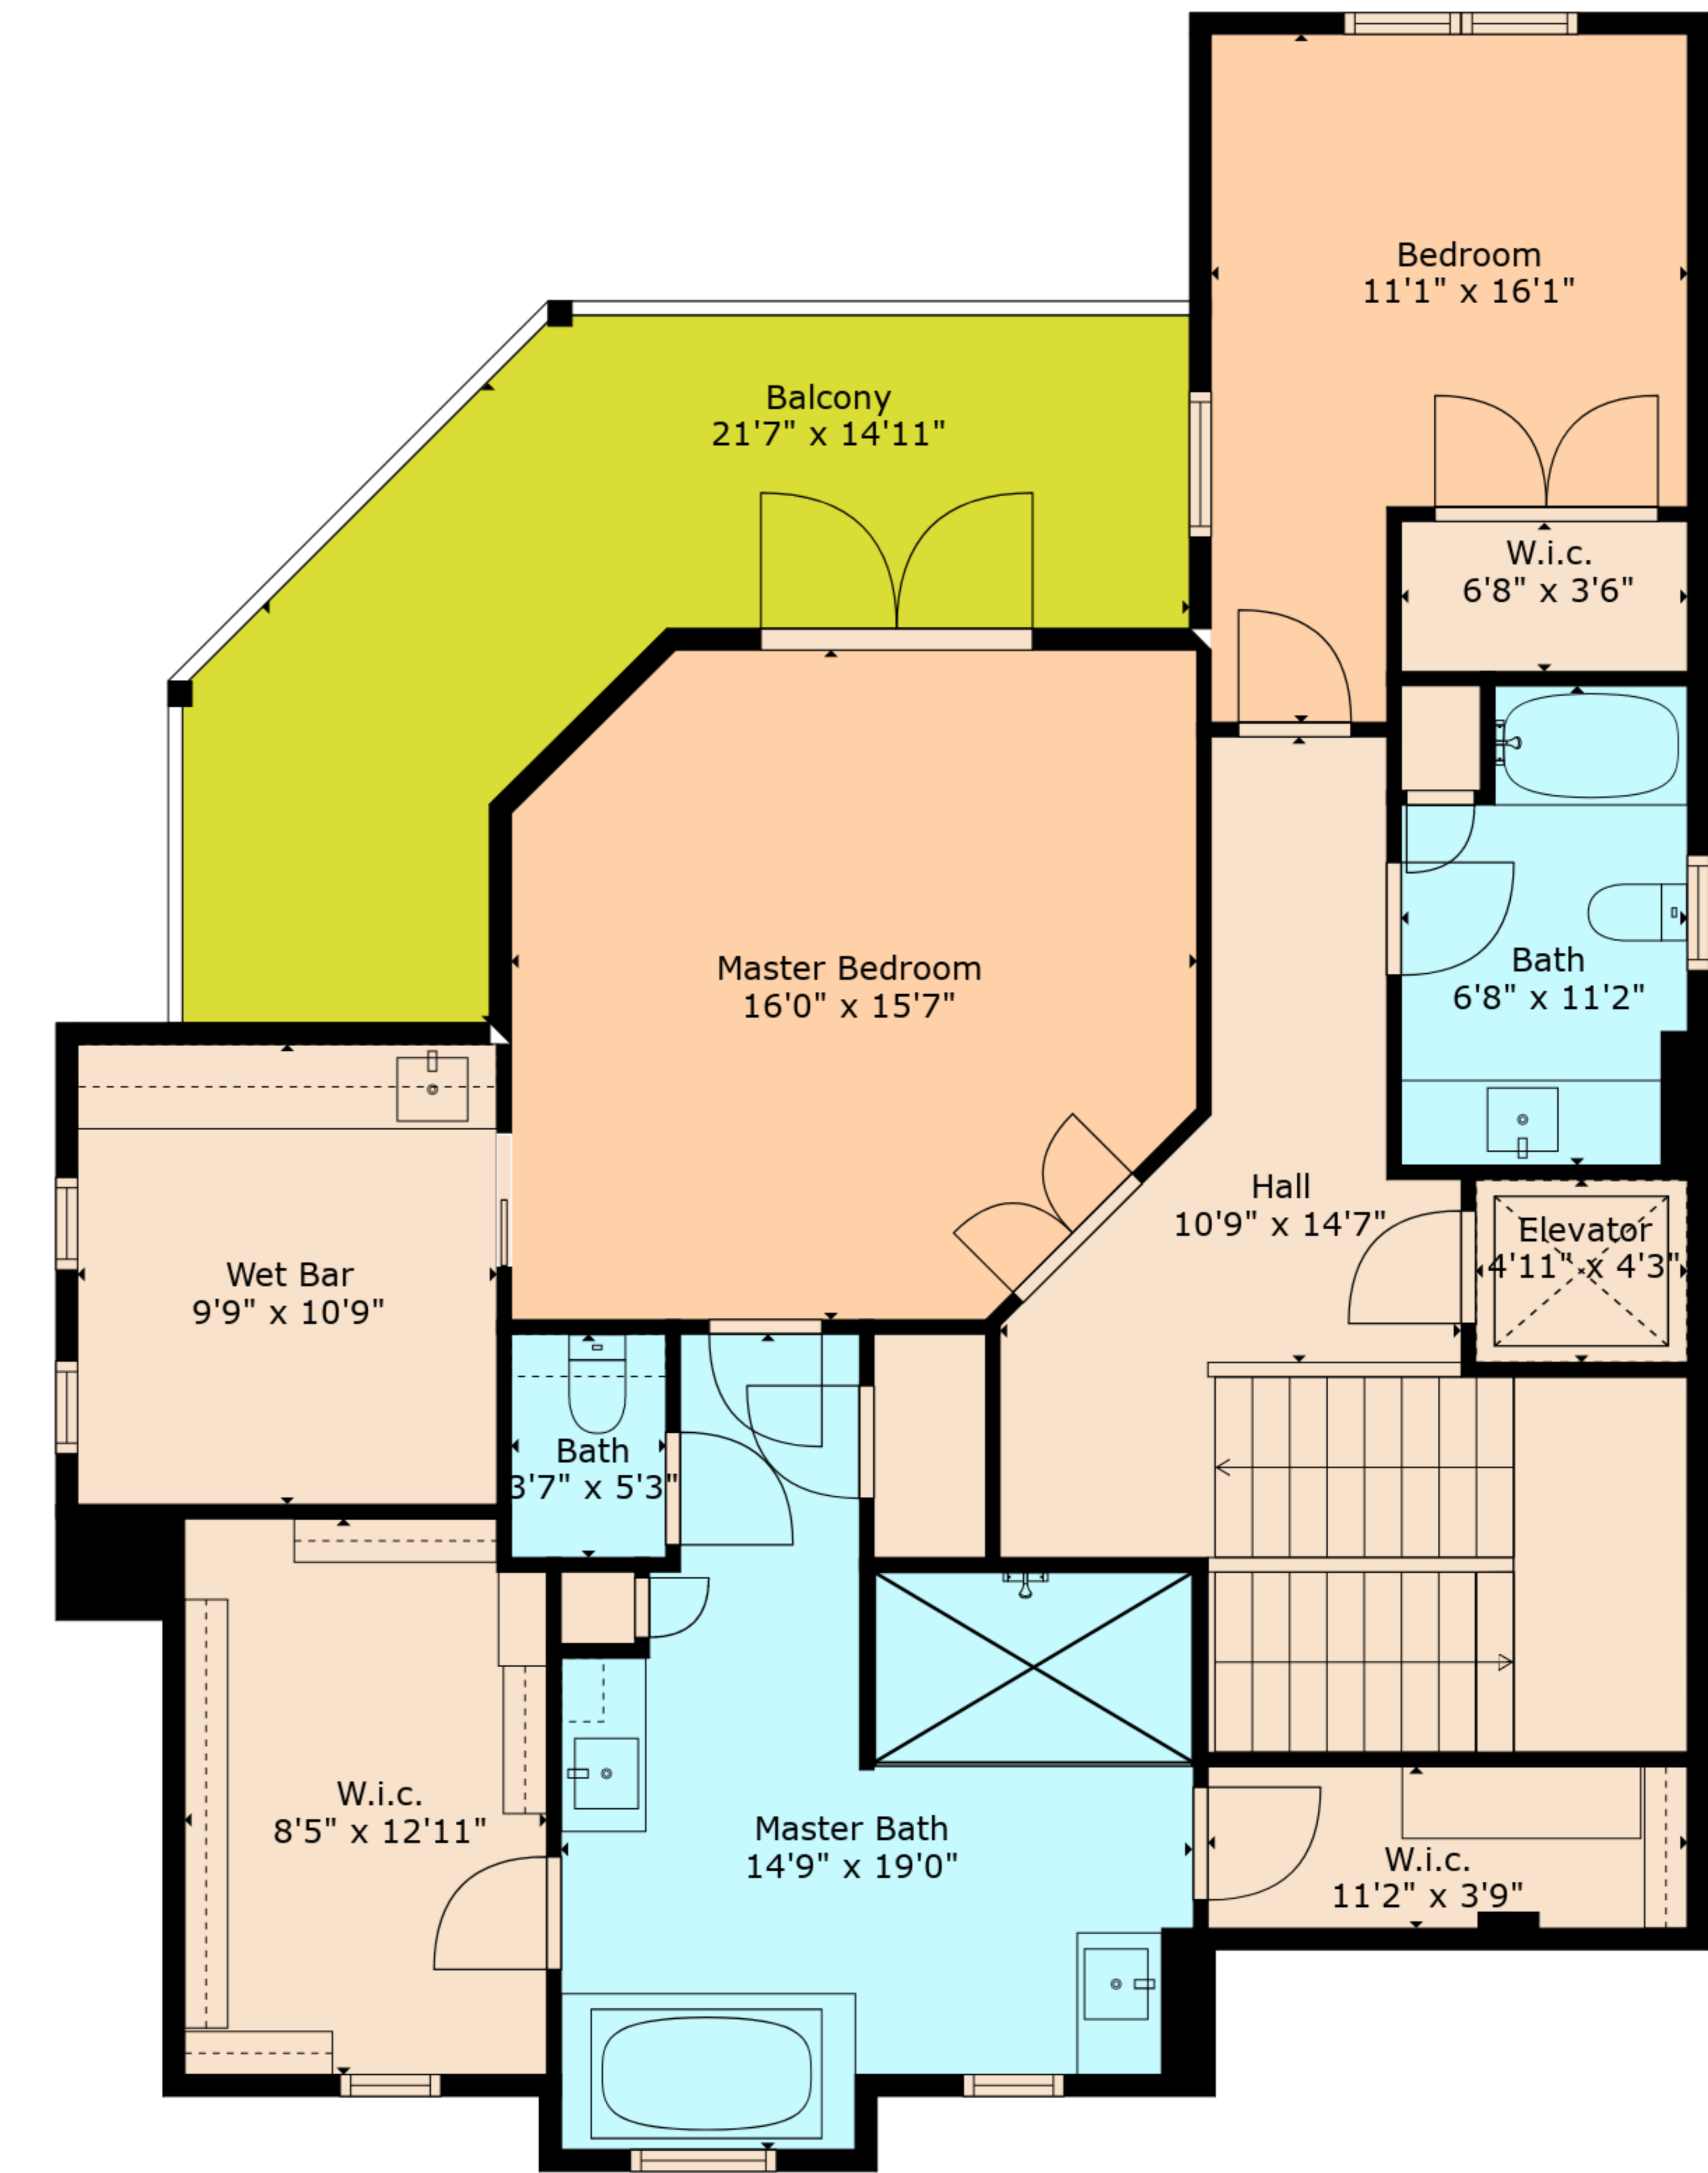 Bedroom
11'1" x 16'1"
Balcony
21'7" x 14'11"
W.i.c.
6'8" x 3'6"
Master Bedroom
16'0" x 15'7"
Bath
6'8" x 11'2"
Hall
10'9" x 14'7"
Elevator
4'11" x 4'3"
Wet Bar
9'9" x 10'9"
Bath
3'7" x 5'3"
W.i.c.
8'5" x 12'11"
Master Bath
14'9" x 19'0"
W.i.c.
11'2" x 3'9"